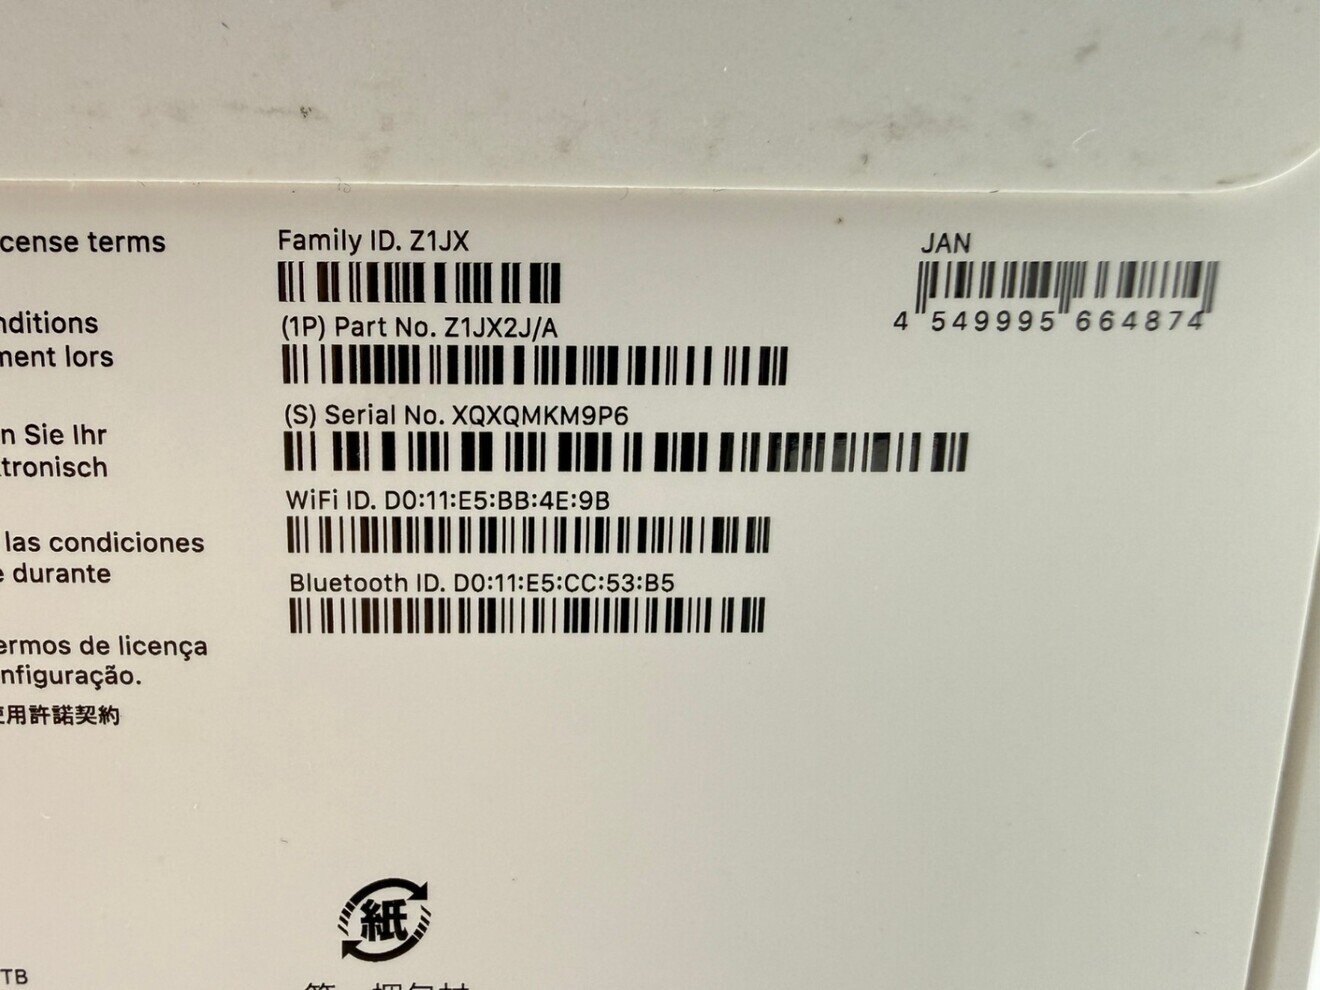 cense terms
nditions
ment lors
n Sie Ihr
tronisch
las condiciones
e durante
ermos de licença
nfiguração.
使用許諾契約
TB
Family ID. Z1JX
(1P) Part No. Z1JX2J/A
(S) Serial No. XQXQMKM9P6
WiFi ID. D0:11:E5:BB:4E:9B
Bluetooth ID. D0:11:E5:CC:53:B5
JAN
4 549995 664874
紙